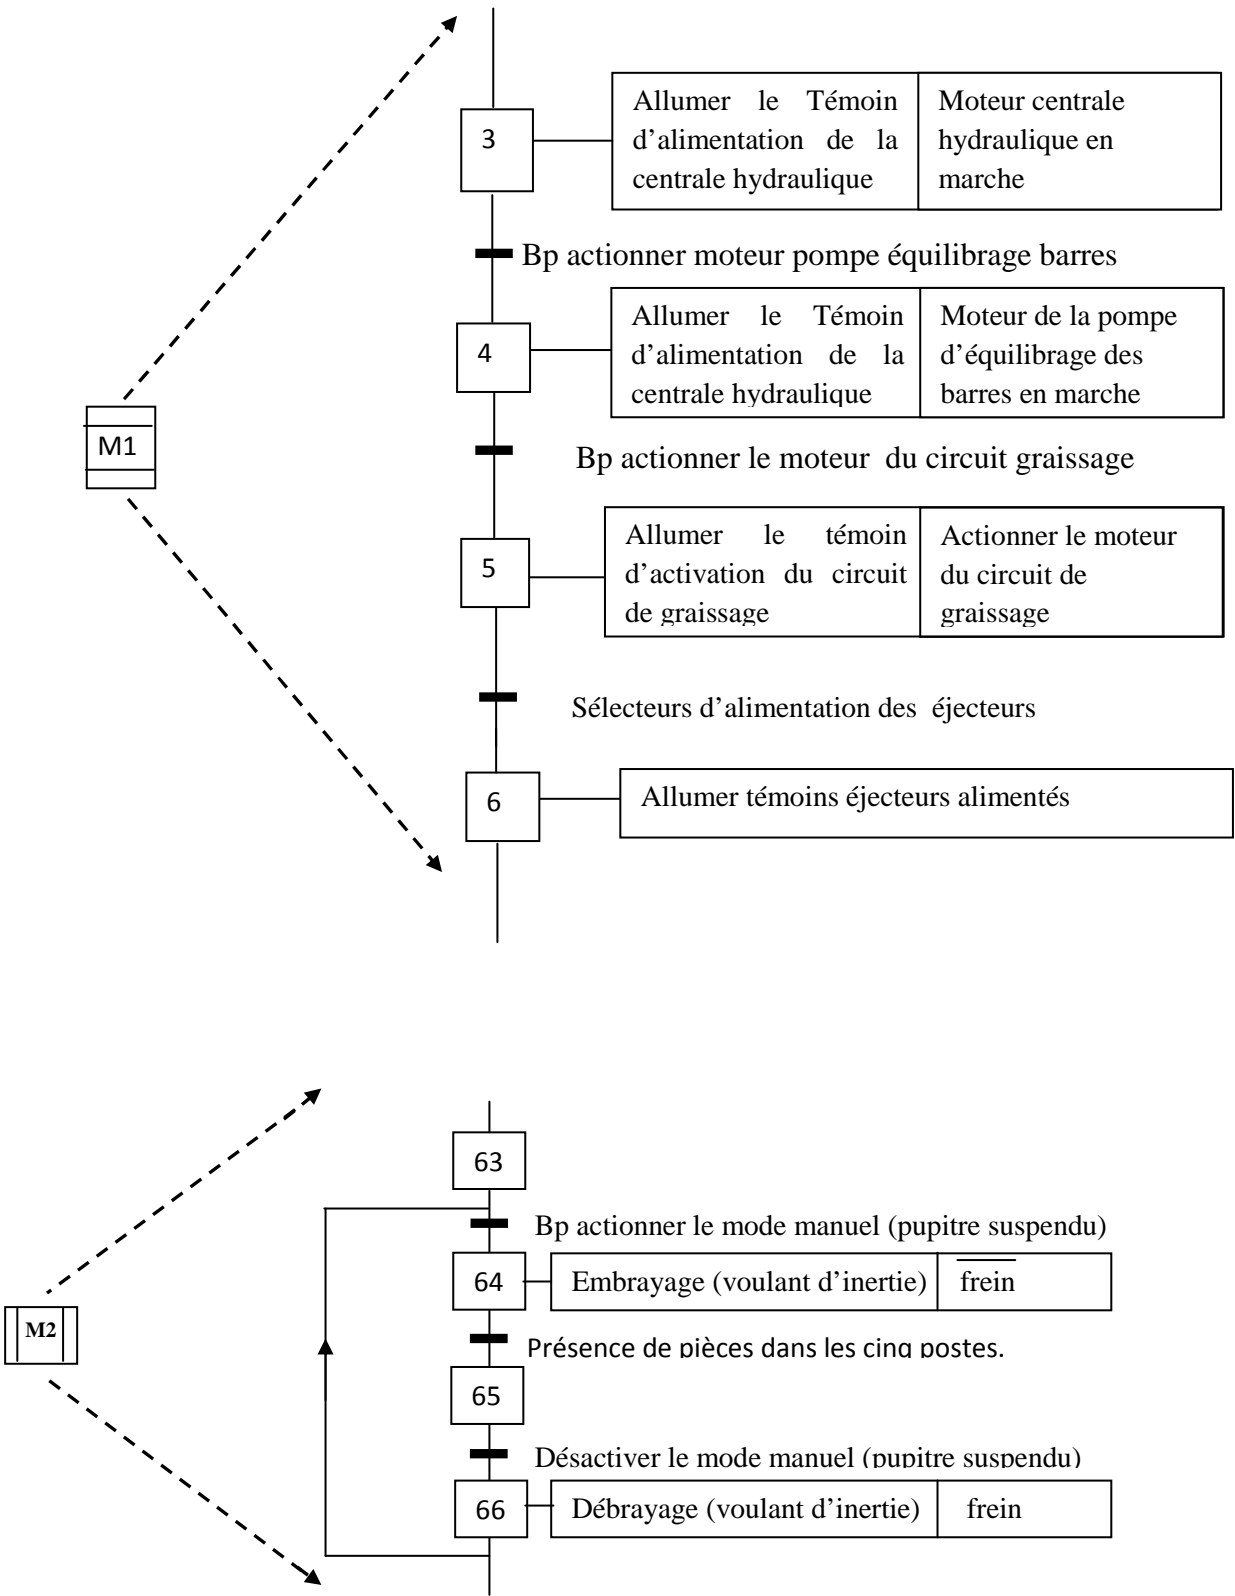 3
Allumer le Témoin
d’alimentation de la
centrale hydraulique
Moteur centrale
hydraulique en
marche
Bp actionner moteur pompe équilibrage barres
4
Allumer le Témoin
d’alimentation de la
centrale hydraulique
Moteur de la pompe
d’équilibrage des
barres en marche
M1
Bp actionner le moteur du circuit graissage
5
Allumer le témoin
d’activation du circuit
de graissage
Actionner le moteur
du circuit de
graissage
Sélecteurs d’alimentation des éjecteurs
6
Allumer témoins éjecteurs alimentés
63
Bp actionner le mode manuel (pupitre suspendu)
64
Embrayage (voulant d’inertie)
frein
M2
Présence de pièces dans les cinq postes.
65
Désactiver le mode manuel (pupitre suspendu)
66
Débrayage (voulant d’inertie)
frein